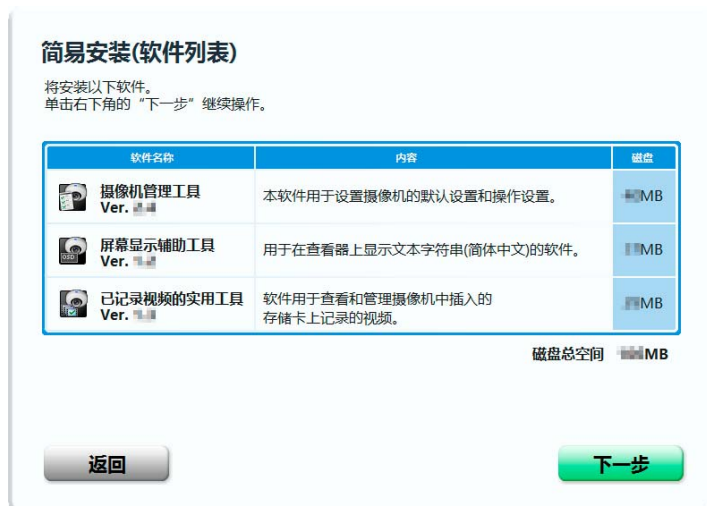 简易安装(软件列表)
将安装以下软件。
单击右下角的“下一步”继续操作。
软件名称 内容 磁盘
摄像机管理工具
Ver.
本软件用于设置摄像机的默认设置和操作设置。
MB
OSD
屏幕显示辅助工具
Ver.
用于在查看器上显示文本字符串(简体中文)的软件。
MB
已记录视频的实用工具
Ver.
软件用于查看和管理摄像机中插入的
存储卡上记录的视频。
MB
磁盘总空间 MB
返回 下一步